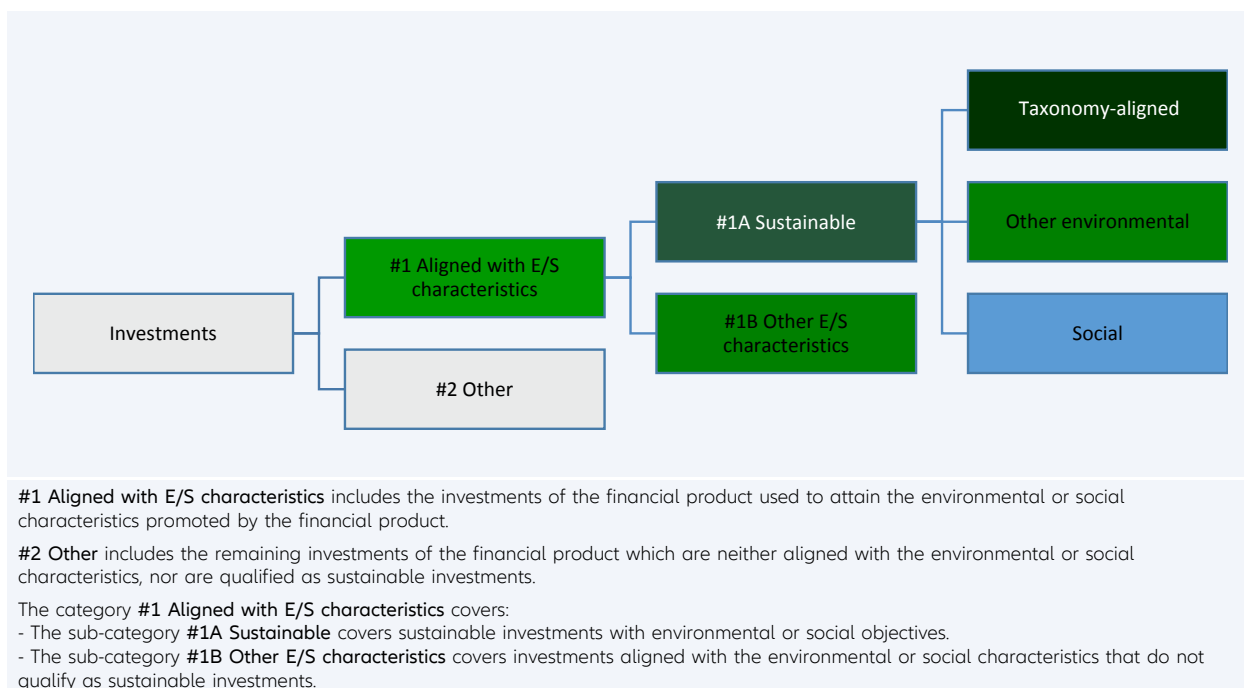 Taxonomy-aligned
#1A Sustainable
Other environmental
#1 Aligned with E/S
characteristics
Investments
#1B Other E/S
characteristics
Social
#2 Other
#1 Aligned with E/S characteristics includes the investments of the financial product used to attain the environmental or social
characteristics promoted by the financial product.
#2 Other includes the remaining investments of the financial product which are neither aligned with the environmental or social
characteristics, nor are qualified as sustainable investments.
The category #1 Aligned with E/S characteristics covers:
- The sub-category #1A Sustainable covers sustainable investments with environmental or social objectives.
- The sub-category #1B Other E/S characteristics covers investments aligned with the environmental or social characteristics that do not
qualify as sustainable investments.